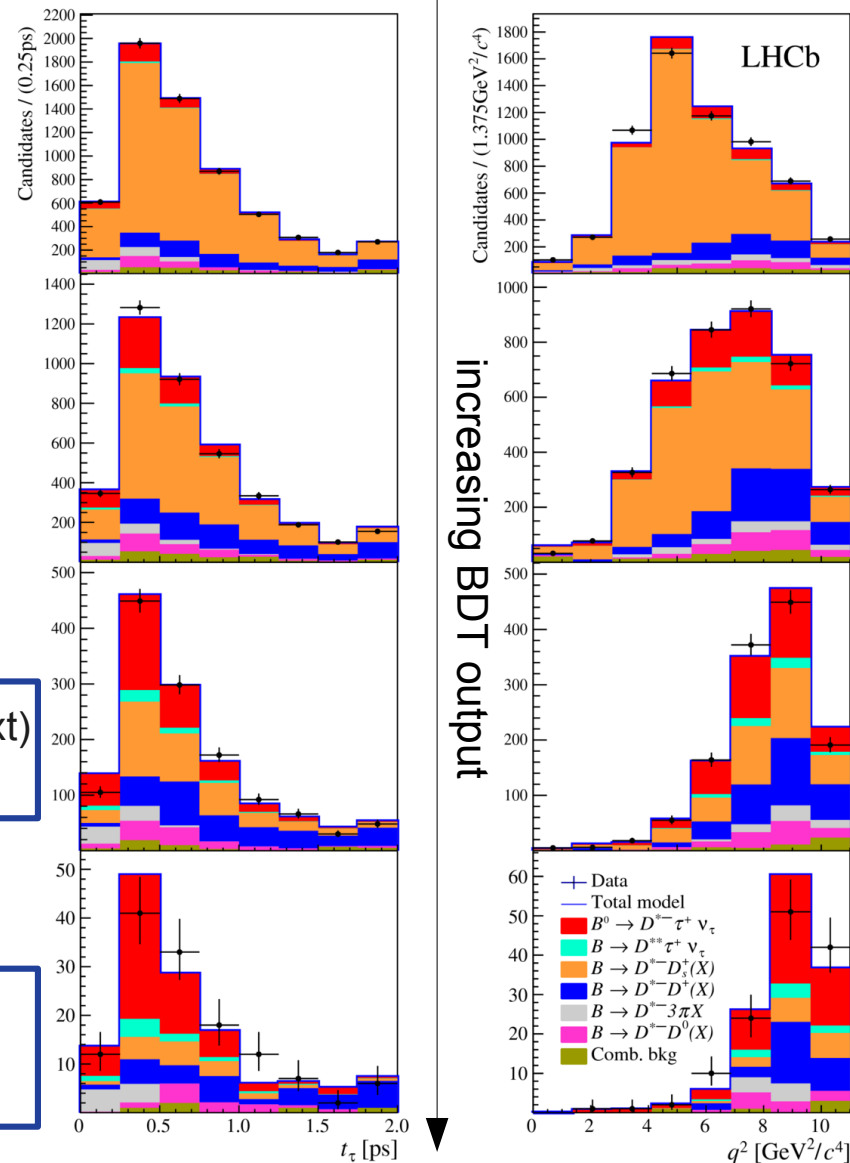 Candidates / (0.25ps)
2200
2000
1800
1600
1400
1200
1000
800
600
400
200
1400
1200
1000
800
600
400
200
500
400
300
200
100
50
40
30
20
10
0.0 0.5 1.0 1.5 2.0
t_τ [ps]
xt)
increasing BDT output
Candidates / (1.375GeV²/c⁴)
LHCb
1800
1600
1400
1200
1000
800
600
400
200
1000
800
600
400
200
500
400
300
200
100
60
50
40
30
20
10
Data
Total model
B⁰ → D*⁻ τ⁺ ν_τ
B → D** τ⁺ ν_τ
B → D*⁻ D_s⁺(X)
B → D*⁻ D⁺(X)
B → D*⁻ 3πX
B → D*⁻ D⁰(X)
Comb. bkg
0 2 4 6 8 10
q² [GeV²/c⁴]